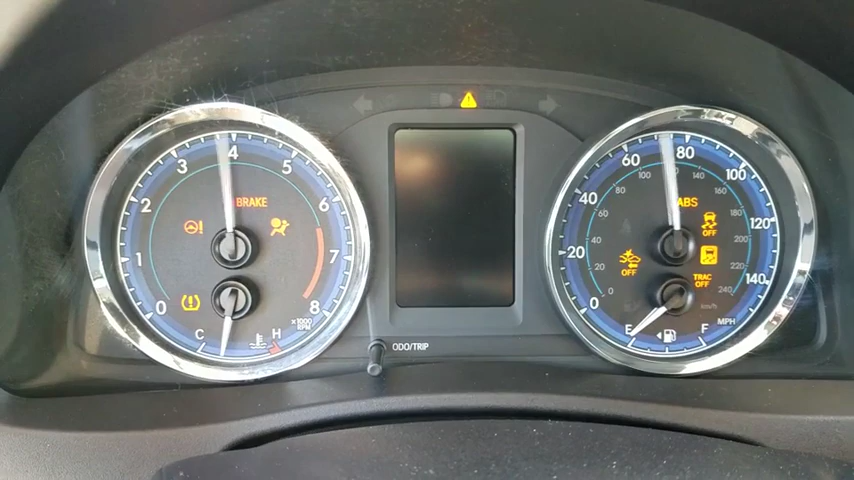 0 1 2 3 4 5 6 7 8
BRAKE
C H
x1000
RPM
ODO/TRIP
0 20 40 60 80 100 120 140
MPH
0 20 40 60 80 100 120 140 160 180 200 220 240
km/h
ABS
OFF
OFF
TRAC
OFF
E F